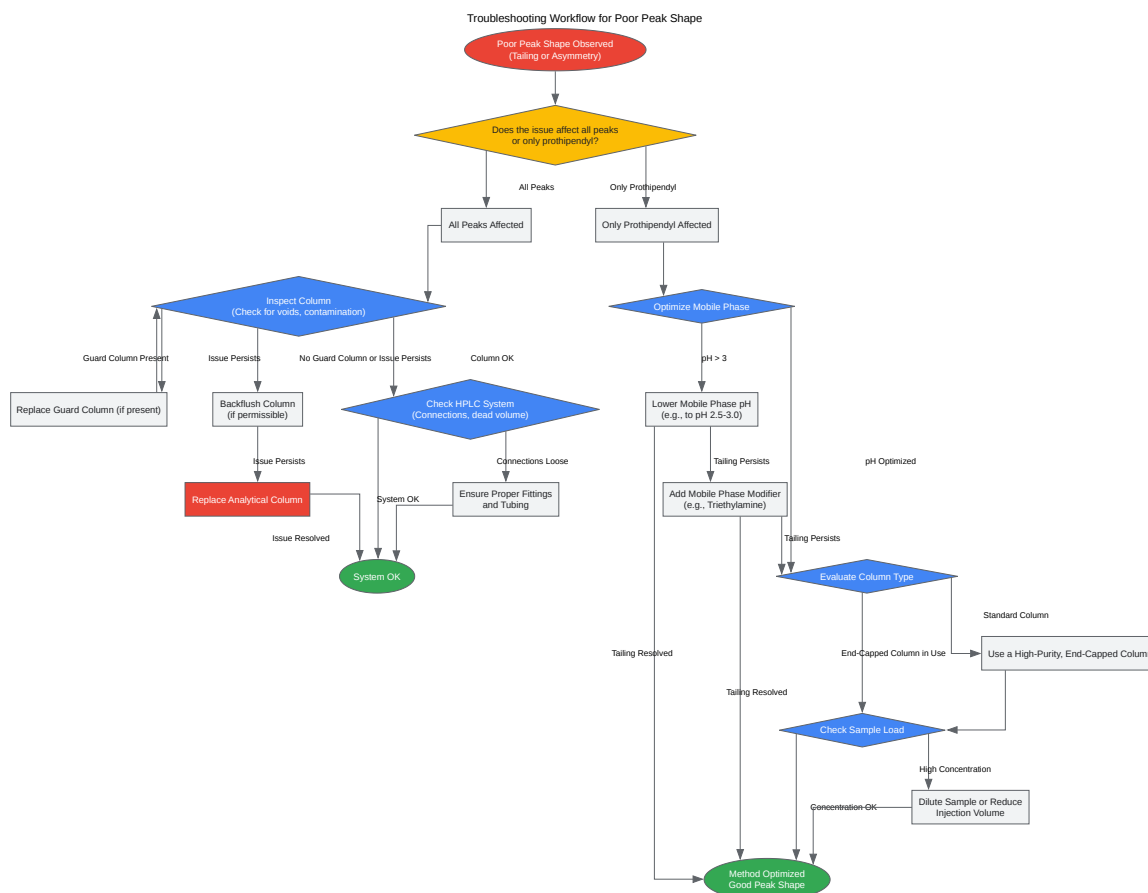 Troubleshooting Workflow for Poor Peak Shape
Poor Peak Shape Observed
(Tailing or Asymmetry)
Does the issue affect all peaks
or only prothipendyl?
All Peaks
Only Prothipendyl
All Peaks Affected
Only Prothipendyl Affected
Inspect Column
(Check for voids, contamination)
Optimize Mobile Phase
Guard Column Present
Issue Persists
No Guard Column or Issue Persists
Column OK
pH > 3
Replace Guard Column (if present)
Backflush Column
(if permissible)
Check HPLC System
(Connections, dead volume)
Lower Mobile Phase pH
(e.g., to pH 2.5-3.0)
Issue Persists
Connections Loose
Tailing Persists
pH Optimized
Replace Analytical Column
System OK
Ensure Proper Fittings
and Tubing
Add Mobile Phase Modifier
(e.g., Triethylamine)
Issue Resolved
Tailing Persists
System OK
Evaluate Column Type
Standard Column
Tailing Resolved
End-Capped Column in Use
Use a High-Purity, End-Capped Colum
Tailing Resolved
Check Sample Load
High Concentration
Concentration OK
Dilute Sample or Reduce
Injection Volume
Method Optimized
Good Peak Shape